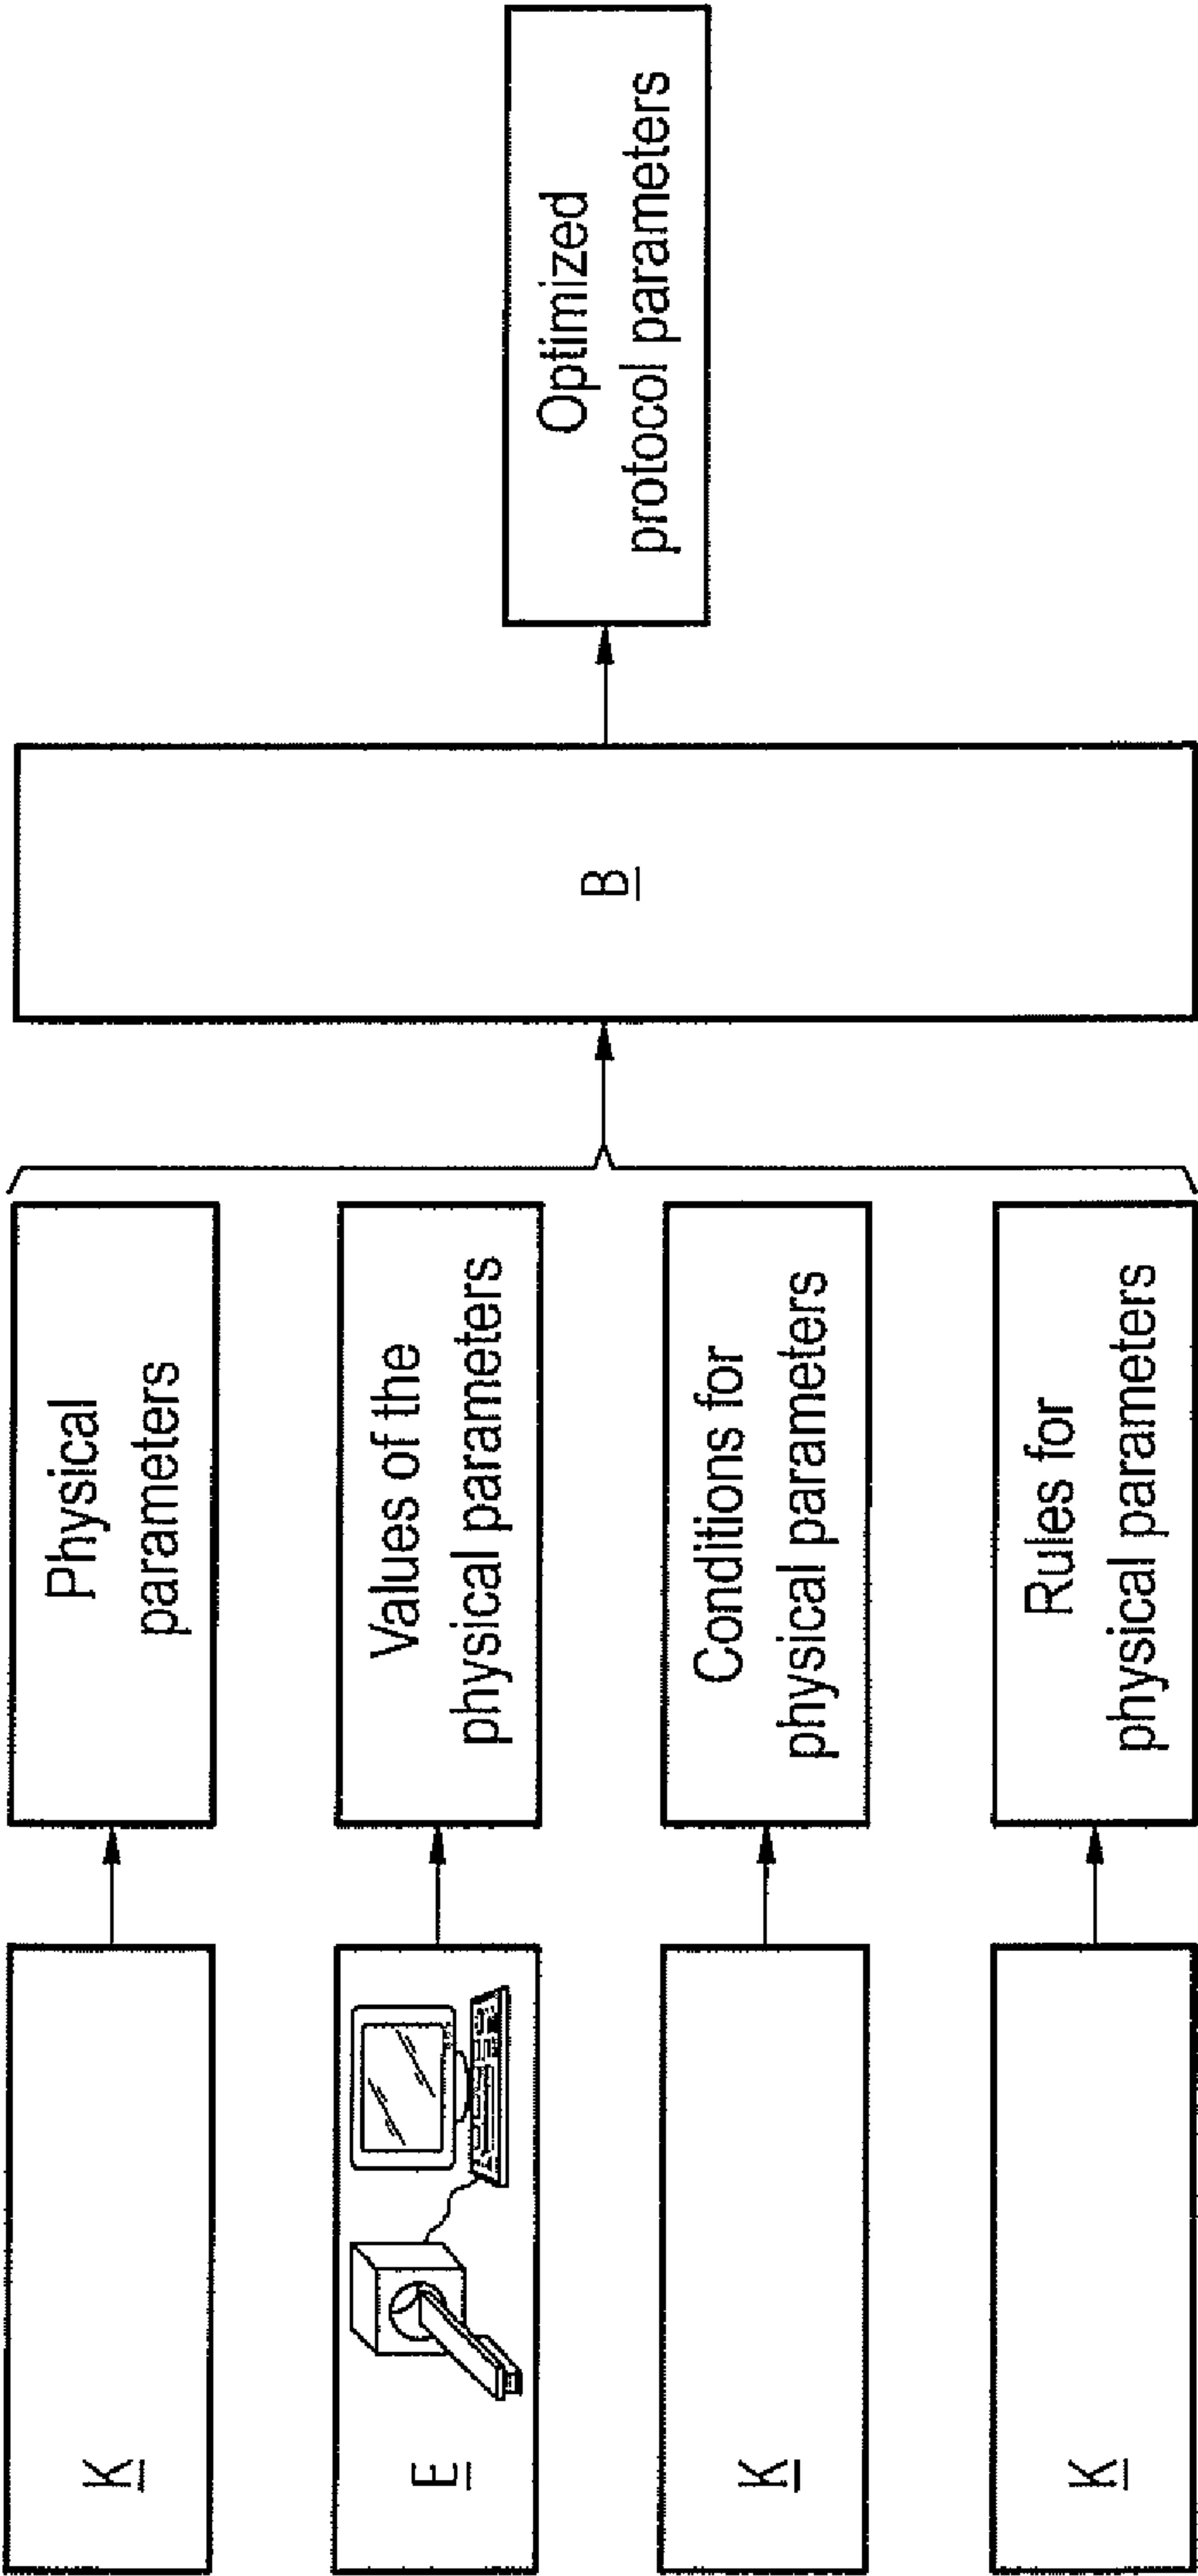 K
Physical
parameters
E
Values of the
physical parameters
K
Conditions for
physical parameters
K
Rules for
physical parameters
B
Optimized
protocol parameters